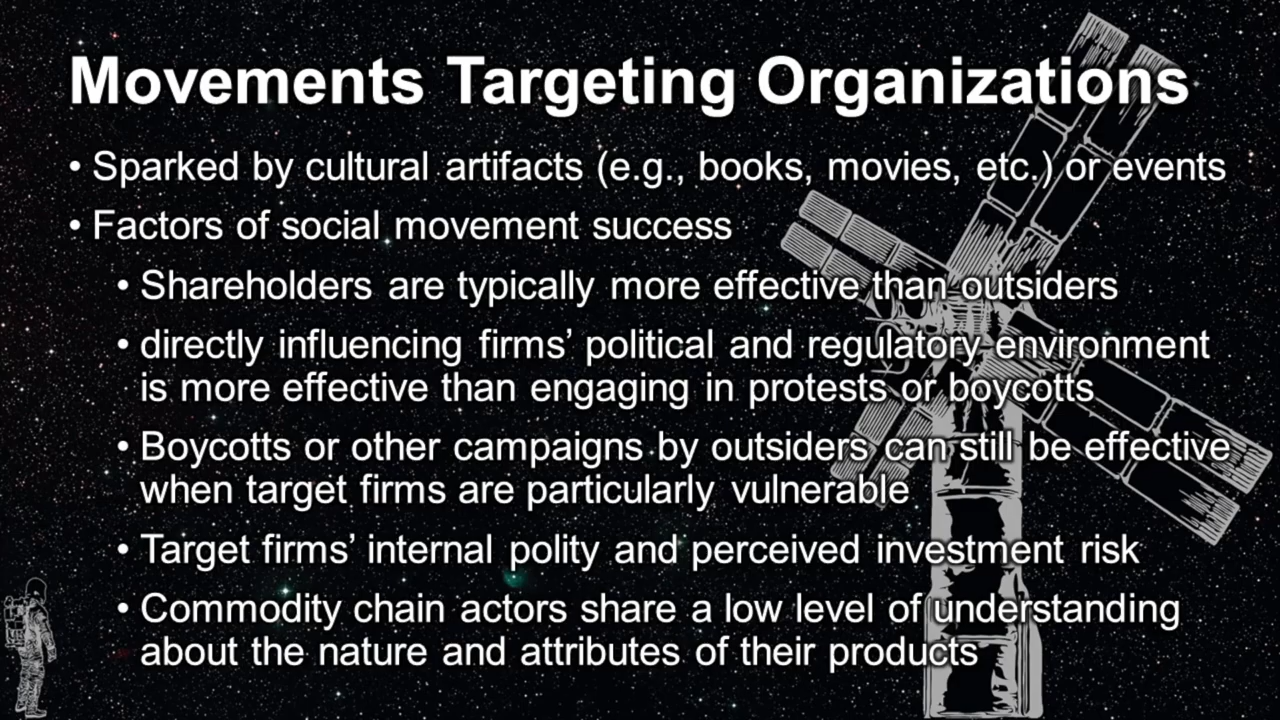 Movements Targeting Organizations
• Sparked by cultural artifacts (e.g., books, movies, etc.) or events
• Factors of social movement success
• Shareholders are typically more effective than outsiders
• directly influencing firms’ political and regulatory environment
is more effective than engaging in protests or boycotts
• Boycotts or other campaigns by outsiders can still be effective
when target firms are particularly vulnerable
• Target firms’ internal polity and perceived investment risk
• Commodity chain actors share a low level of understanding
about the nature and attributes of their products